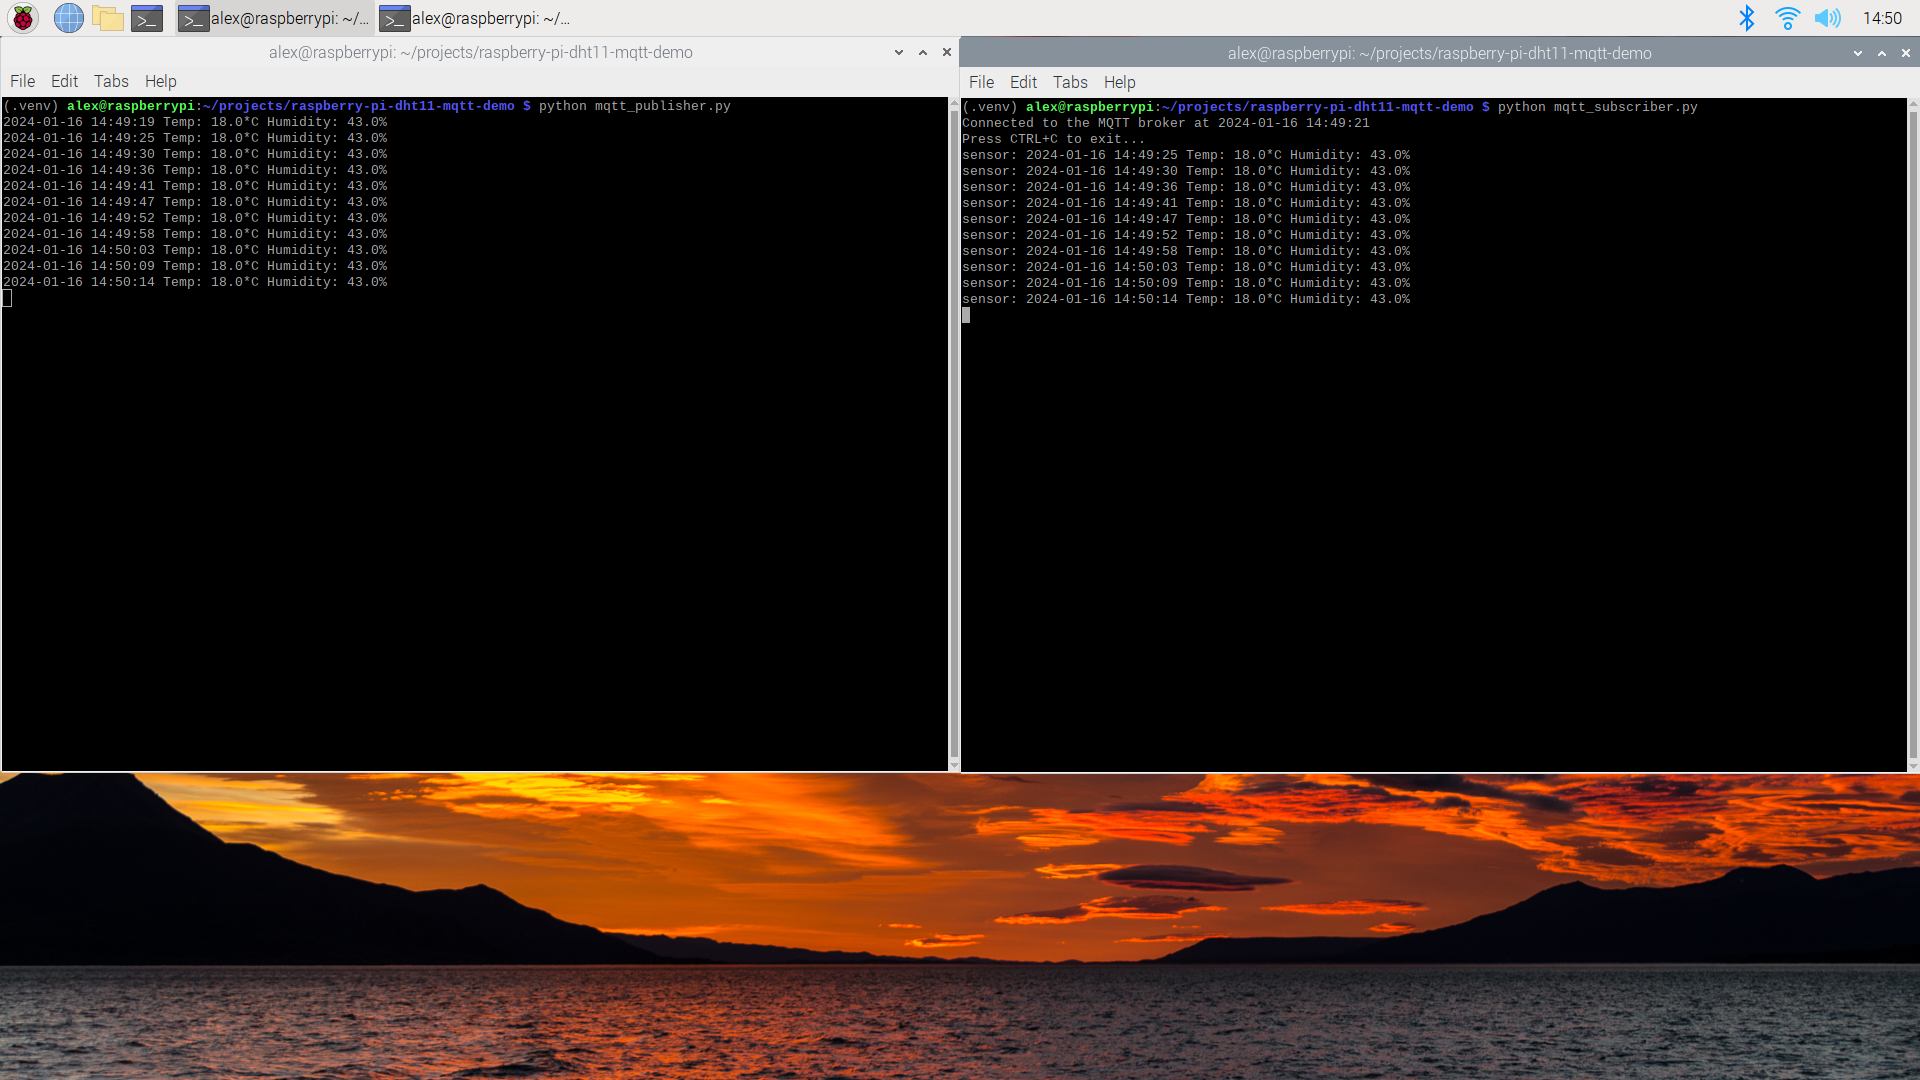 alex@raspberrypi: ~/... alex@raspberrypi: ~/... 14:50
alex@raspberrypi: ~/projects/raspberry-pi-dht11-mqtt-demo
File Edit Tabs Help
(.venv) alex@raspberrypi:~/projects/raspberry-pi-dht11-mqtt-demo $ python mqtt_publisher.py
2024-01-16 14:49:19 Temp: 18.0*C Humidity: 43.0%
2024-01-16 14:49:25 Temp: 18.0*C Humidity: 43.0%
2024-01-16 14:49:30 Temp: 18.0*C Humidity: 43.0%
2024-01-16 14:49:36 Temp: 18.0*C Humidity: 43.0%
2024-01-16 14:49:41 Temp: 18.0*C Humidity: 43.0%
2024-01-16 14:49:47 Temp: 18.0*C Humidity: 43.0%
2024-01-16 14:49:52 Temp: 18.0*C Humidity: 43.0%
2024-01-16 14:49:58 Temp: 18.0*C Humidity: 43.0%
2024-01-16 14:50:03 Temp: 18.0*C Humidity: 43.0%
2024-01-16 14:50:09 Temp: 18.0*C Humidity: 43.0%
2024-01-16 14:50:14 Temp: 18.0*C Humidity: 43.0%
alex@raspberrypi: ~/projects/raspberry-pi-dht11-mqtt-demo
File Edit Tabs Help
(.venv) alex@raspberrypi:~/projects/raspberry-pi-dht11-mqtt-demo $ python mqtt_subscriber.py
Connected to the MQTT broker at 2024-01-16 14:49:21
Press CTRL+C to exit...
sensor: 2024-01-16 14:49:25 Temp: 18.0*C Humidity: 43.0%
sensor: 2024-01-16 14:49:30 Temp: 18.0*C Humidity: 43.0%
sensor: 2024-01-16 14:49:36 Temp: 18.0*C Humidity: 43.0%
sensor: 2024-01-16 14:49:41 Temp: 18.0*C Humidity: 43.0%
sensor: 2024-01-16 14:49:47 Temp: 18.0*C Humidity: 43.0%
sensor: 2024-01-16 14:49:52 Temp: 18.0*C Humidity: 43.0%
sensor: 2024-01-16 14:49:58 Temp: 18.0*C Humidity: 43.0%
sensor: 2024-01-16 14:50:03 Temp: 18.0*C Humidity: 43.0%
sensor: 2024-01-16 14:50:09 Temp: 18.0*C Humidity: 43.0%
sensor: 2024-01-16 14:50:14 Temp: 18.0*C Humidity: 43.0%